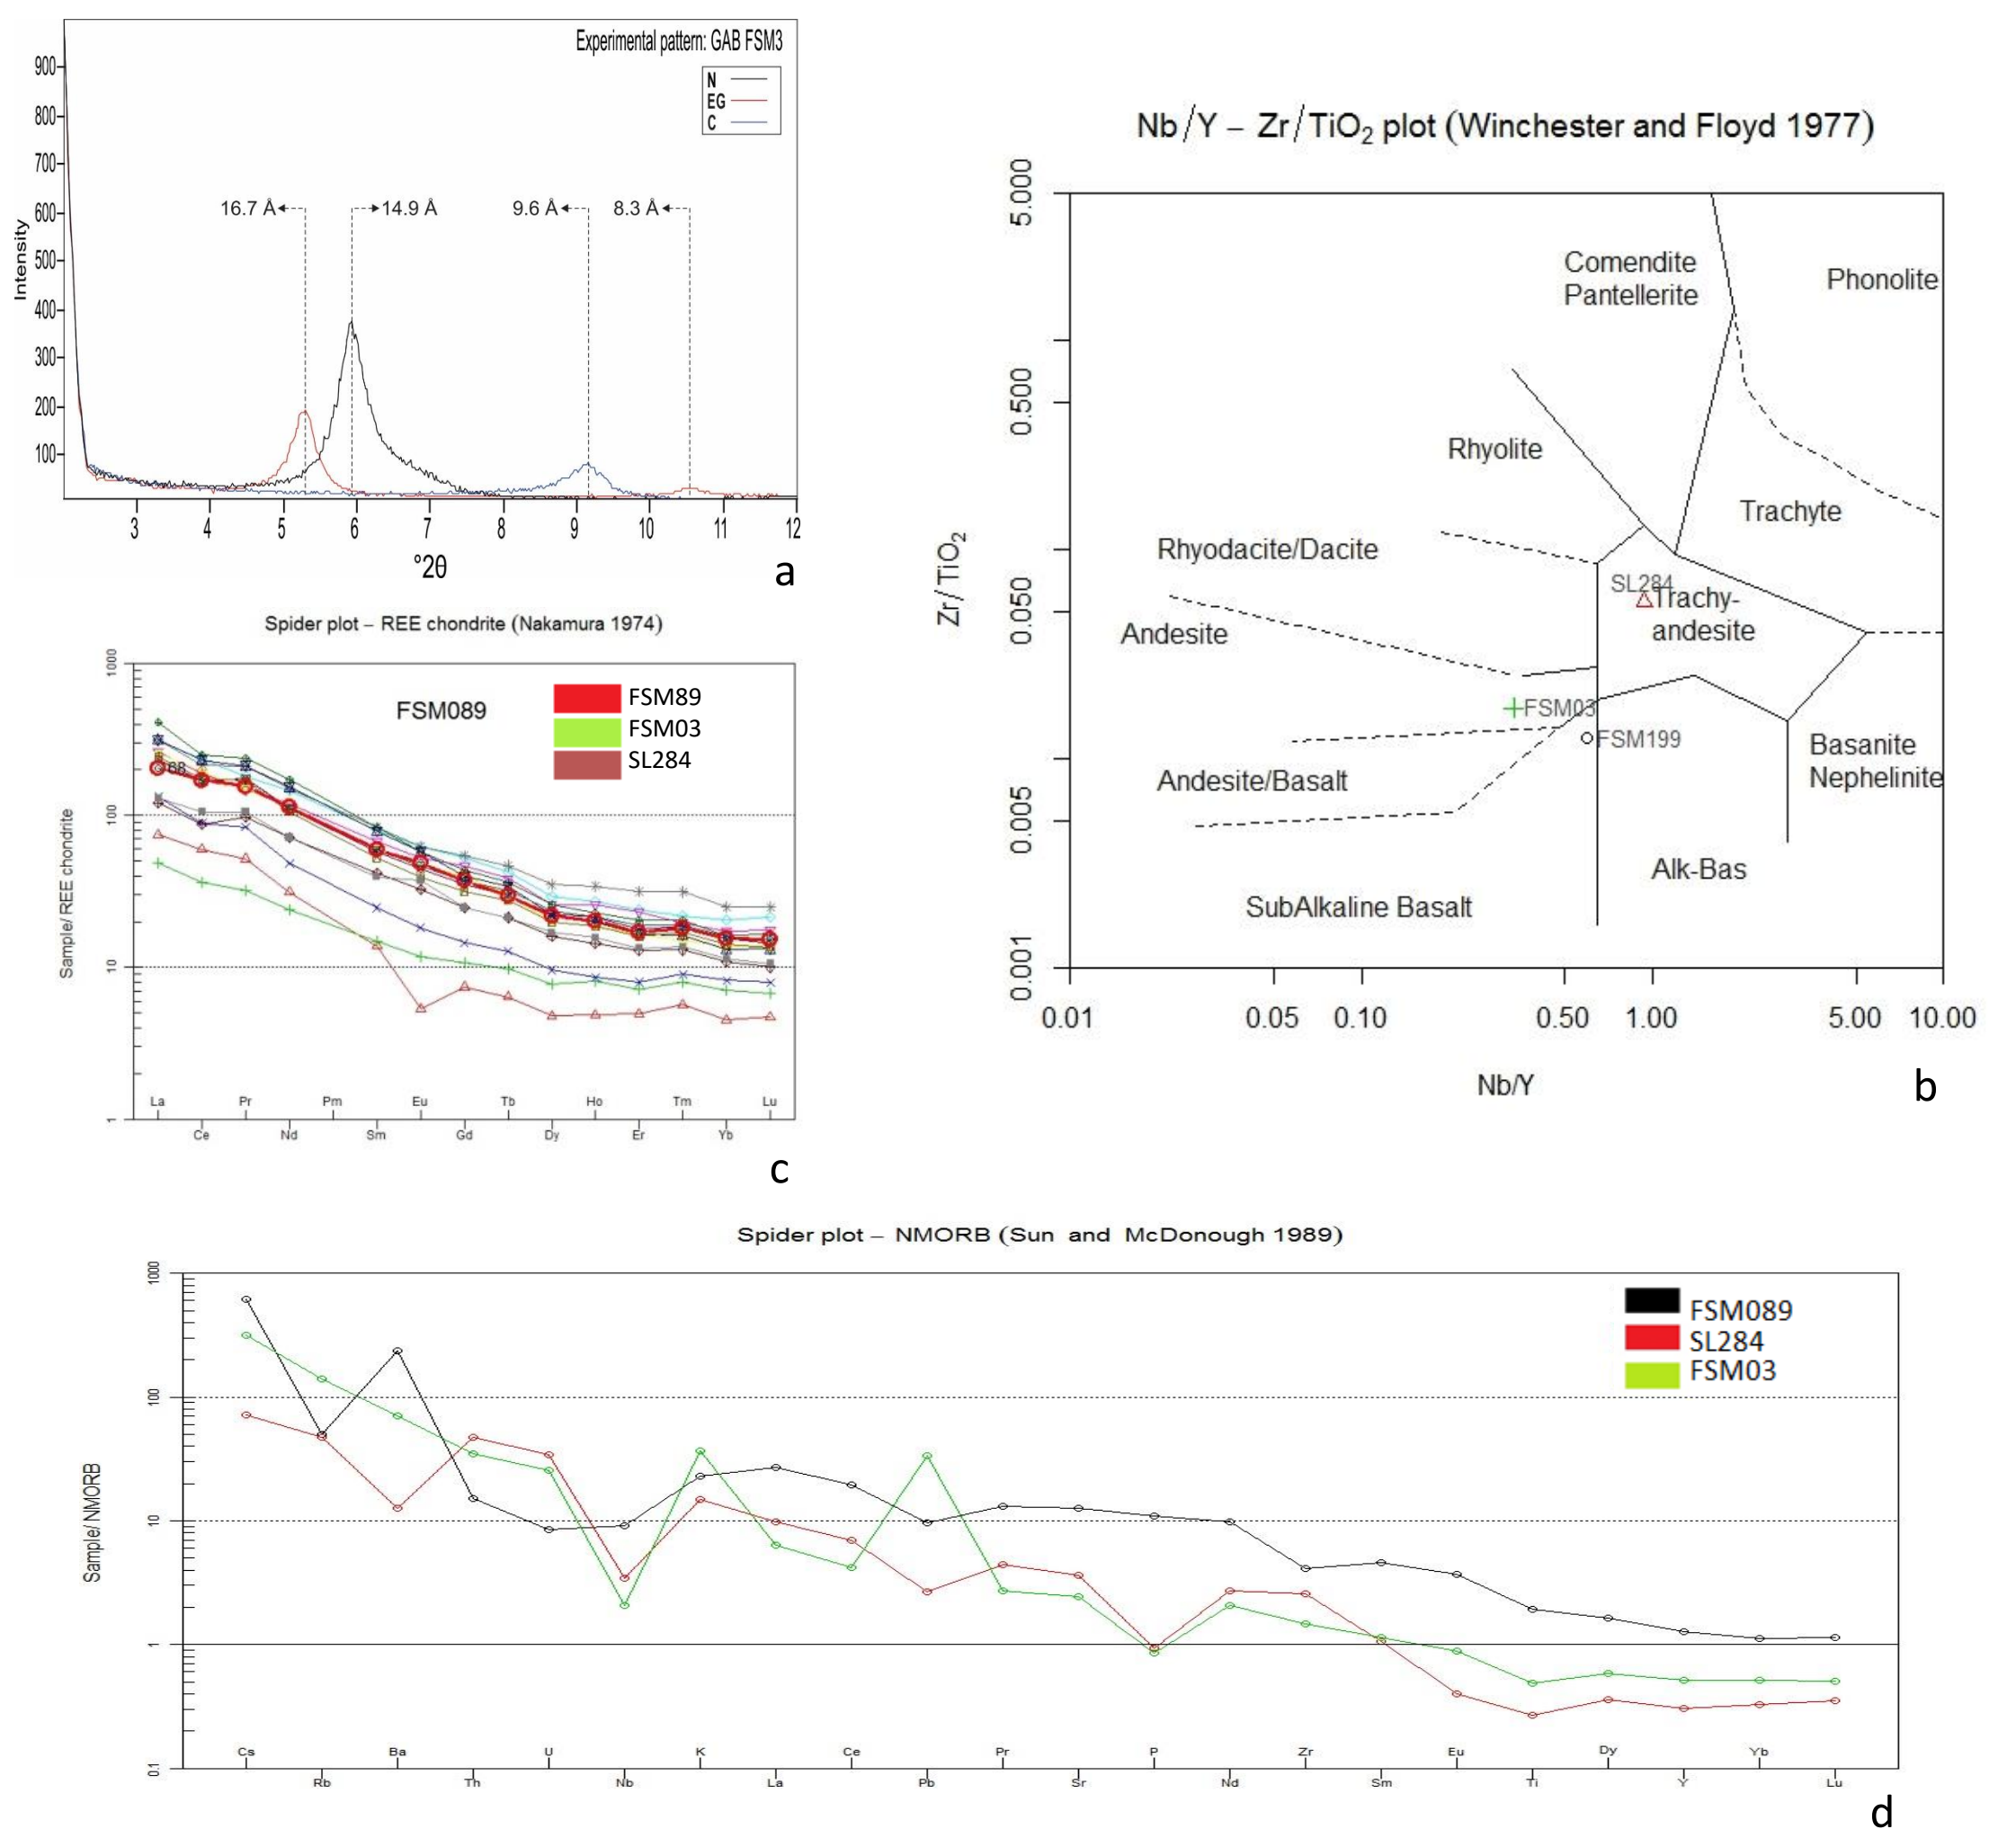 Experimental pattern: GAB FSM3
N
EG
C
900
800
700
600
500
400
300
200
100
Intensity
16.7 Å
14.9 Å
9.6 Å
8.3 Å
3 4 5 6 7 8 9 10 11 12
°2θ
a
Nb/Y – Zr/TiO2 plot (Winchester and Floyd 1977)
5.000
0.500
0.050
0.005
0.001
Zr/TiO2
Comendite
Pantellerite
Phonolite
Rhyolite
Trachyte
Rhyodacite/Dacite
SL284
Trachy-
andesite
Andesite
FSM03
FSM199
Basanite
Nephelinite
Andesite/Basalt
Alk-Bas
SubAlkaline Basalt
0.01 0.05 0.10 0.50 1.00 5.00 10.00
Nb/Y
b
Spider plot – REE chondrite (Nakamura 1974)
1000
100
10
1
Sample/ REE chondrite
FSM089
FSM89
FSM03
SL284
68
La Pr Pm Eu Tb Ho Tm Lu
Ce Nd Sm Gd Dy Er Yb
c
Spider plot – NMORB (Sun and McDonough 1989)
1000
100
10
1
0.1
Sample/ NMORB
FSM089
SL284
FSM03
Cs Ba U K Ce Pr P Zr Eu Dy Yb
Rb Th Nb La Pb Sr Nd Sm Ti Y Lu
d